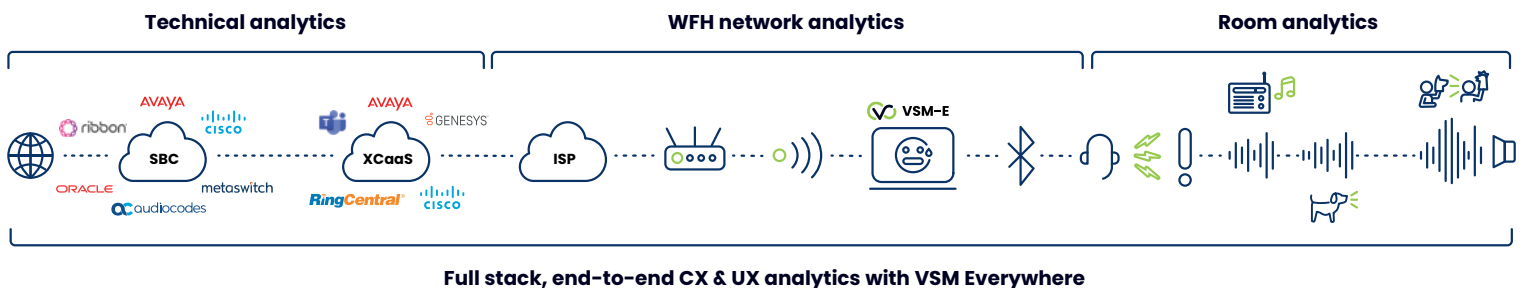 Technical analytics
WFH network analytics
Room analytics
AVAYA
ribbon
CISCO
SBC
ORACLE
metaswitch
audiocodes
AVAYA
GENESYS
XCaaS
RingCentral
CISCO
ISP
VSM-E
Full stack, end-to-end CX & UX analytics with VSM Everywhere